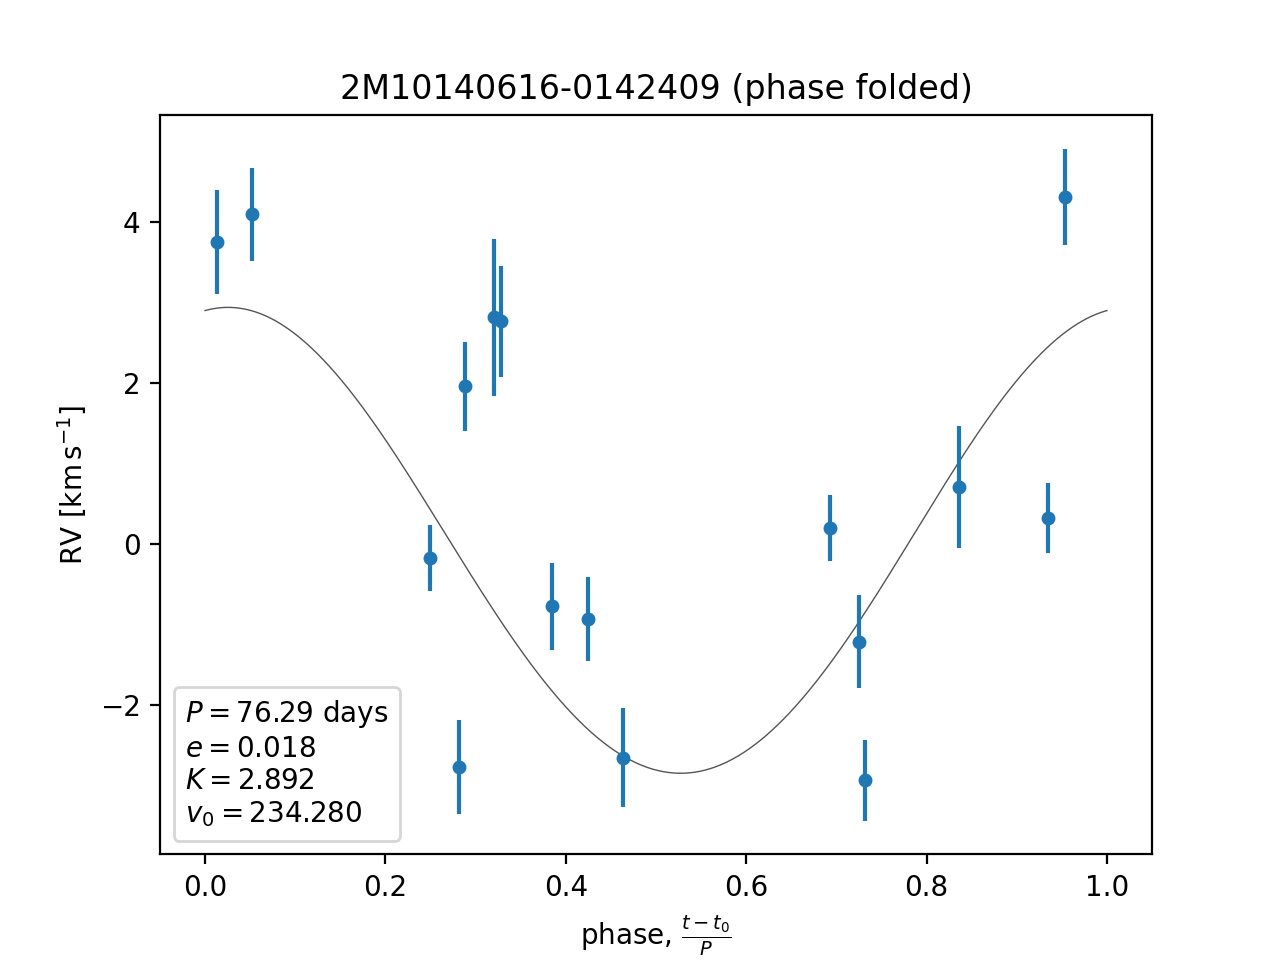 2M10140616-0142409 (phase folded)
RV [km s⁻¹]
4
2
0
−2
P = 76.29 days
e = 0.018
K = 2.892
v₀ = 234.280
0.0 0.2 0.4 0.6 0.8 1.0
phase, (t − t₀)/P